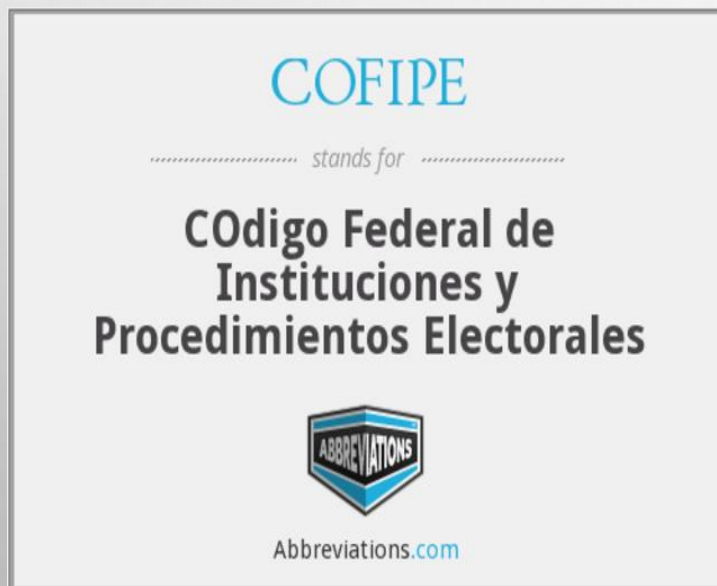 COFIPE
stands for
COdigo Federal de
Instituciones y
Procedimientos Electorales
ABBREVIATIONS
Abbreviations.com